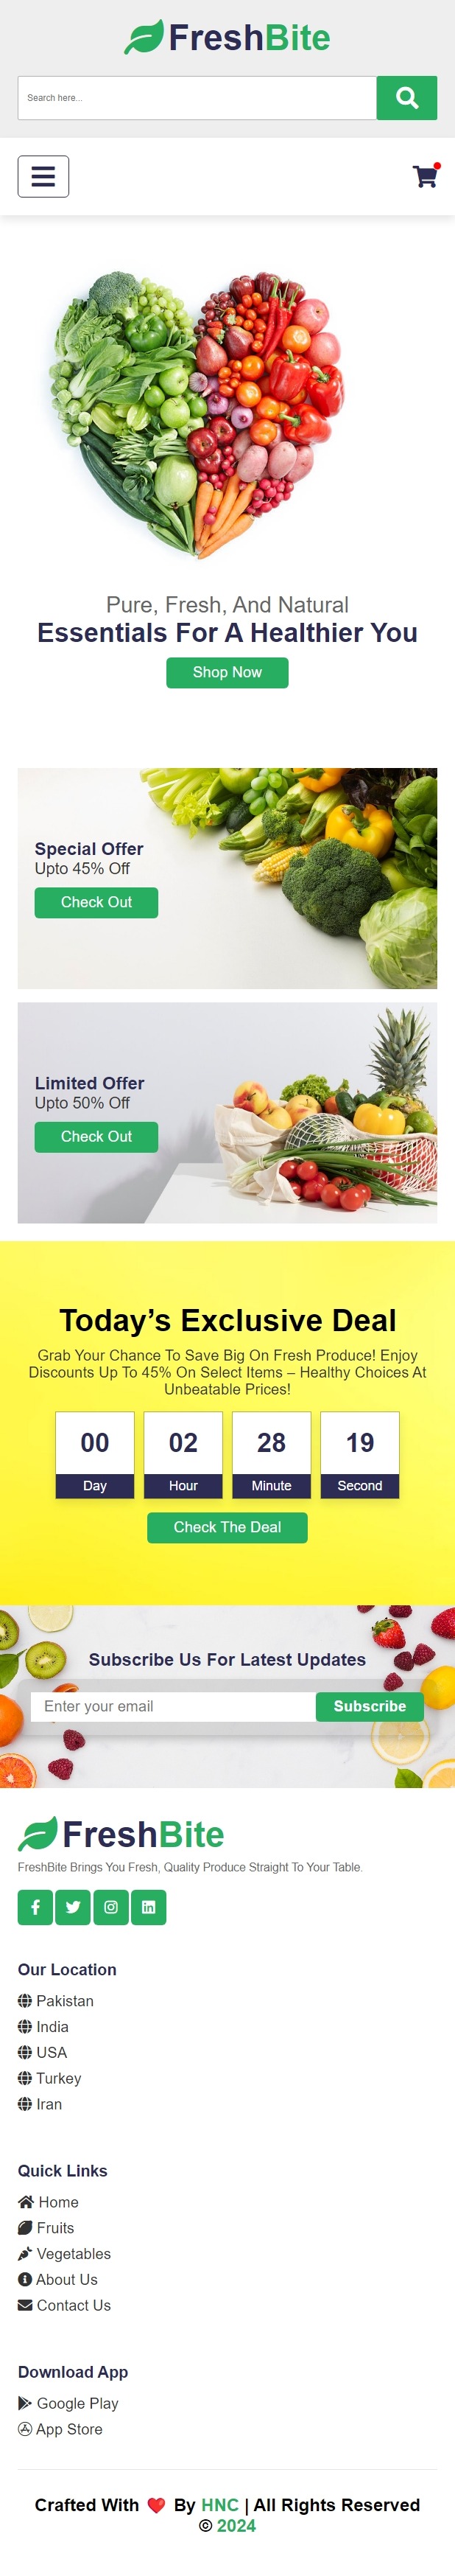 FreshBite
Search here...
Pure, Fresh, And Natural
Essentials For A Healthier You
Shop Now
Special Offer
Upto 45% Off
Check Out
Limited Offer
Upto 50% Off
Check Out
Today’s Exclusive Deal
Grab Your Chance To Save Big On Fresh Produce! Enjoy
Discounts Up To 45% On Select Items – Healthy Choices At
Unbeatable Prices!
00 02 28 19
Day Hour Minute Second
Check The Deal
Subscribe Us For Latest Updates
Enter your email Subscribe
FreshBite
FreshBite Brings You Fresh, Quality Produce Straight To Your Table.
Our Location
Pakistan
India
USA
Turkey
Iran
Quick Links
Home
Fruits
Vegetables
About Us
Contact Us
Download App
Google Play
App Store
Crafted With ❤️ By HNC | All Rights Reserved
© 2024